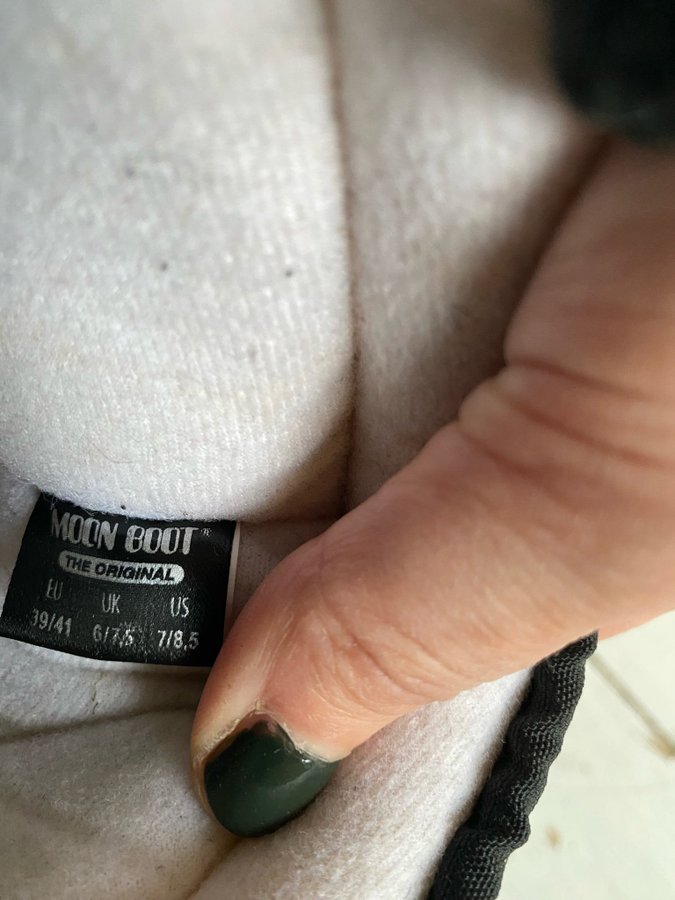 MOON BOOT
THE ORIGINAL
EU UK US
39/41 6/7,5 7/8,5